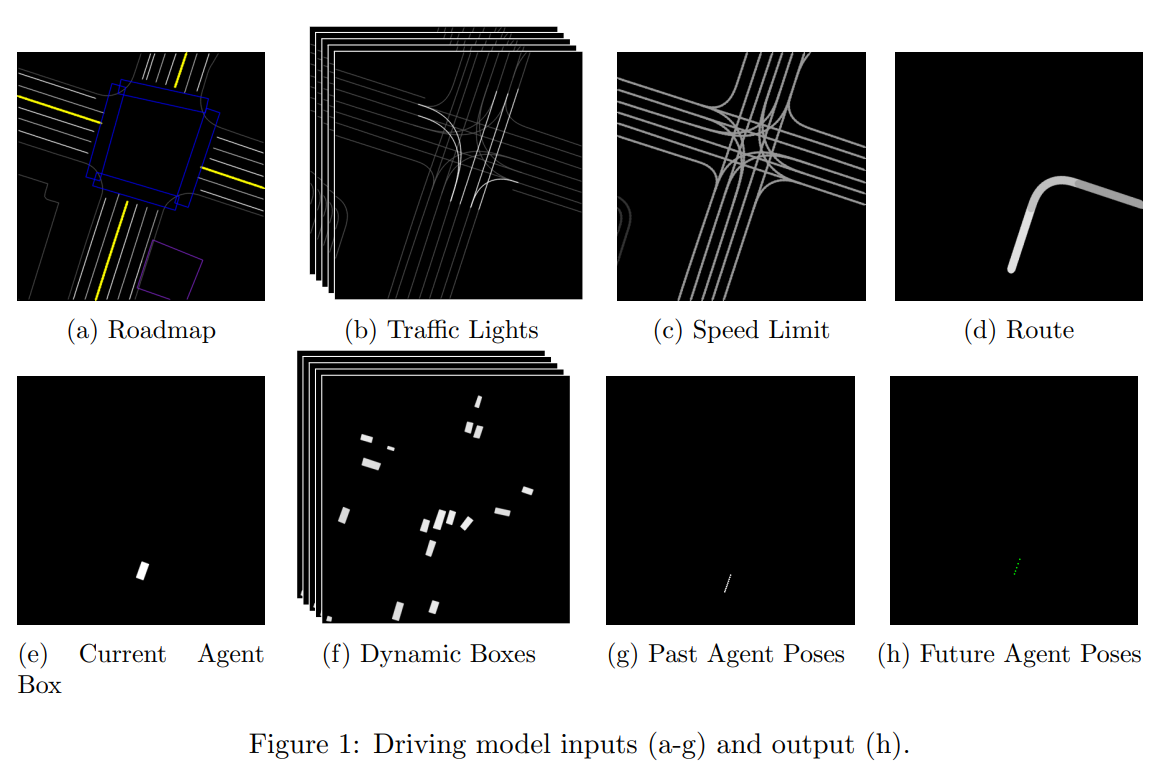 (a) Roadmap
(b) Traffic Lights
(c) Speed Limit
(d) Route
(e) Current Agent
Box
(f) Dynamic Boxes
(g) Past Agent Poses
(h) Future Agent Poses
Figure 1: Driving model inputs (a-g) and output (h).